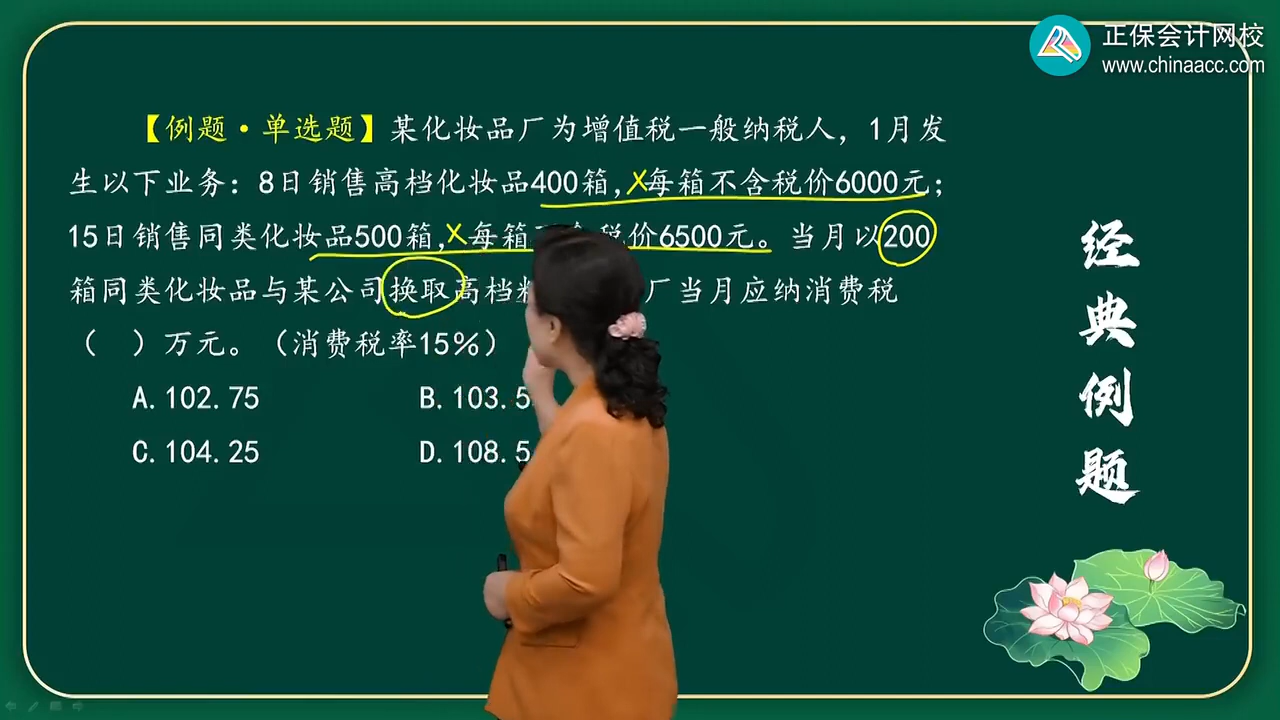 正保会计网校
www.chinaacc.com
【例题·单选题】某化妆品厂为增值税一般纳税人，1月发
生以下业务：8日销售高档化妆品400箱，X每箱不含税价6000元；
15日销售同类化妆品500箱，X每箱 税价6500元。当月以200
箱同类化妆品与某公司换取高档 厂当月应纳消费税
（ ）万元。（消费税率15%）
A.102.75 B.103.5
C.104.25 D.108.5
经典例题